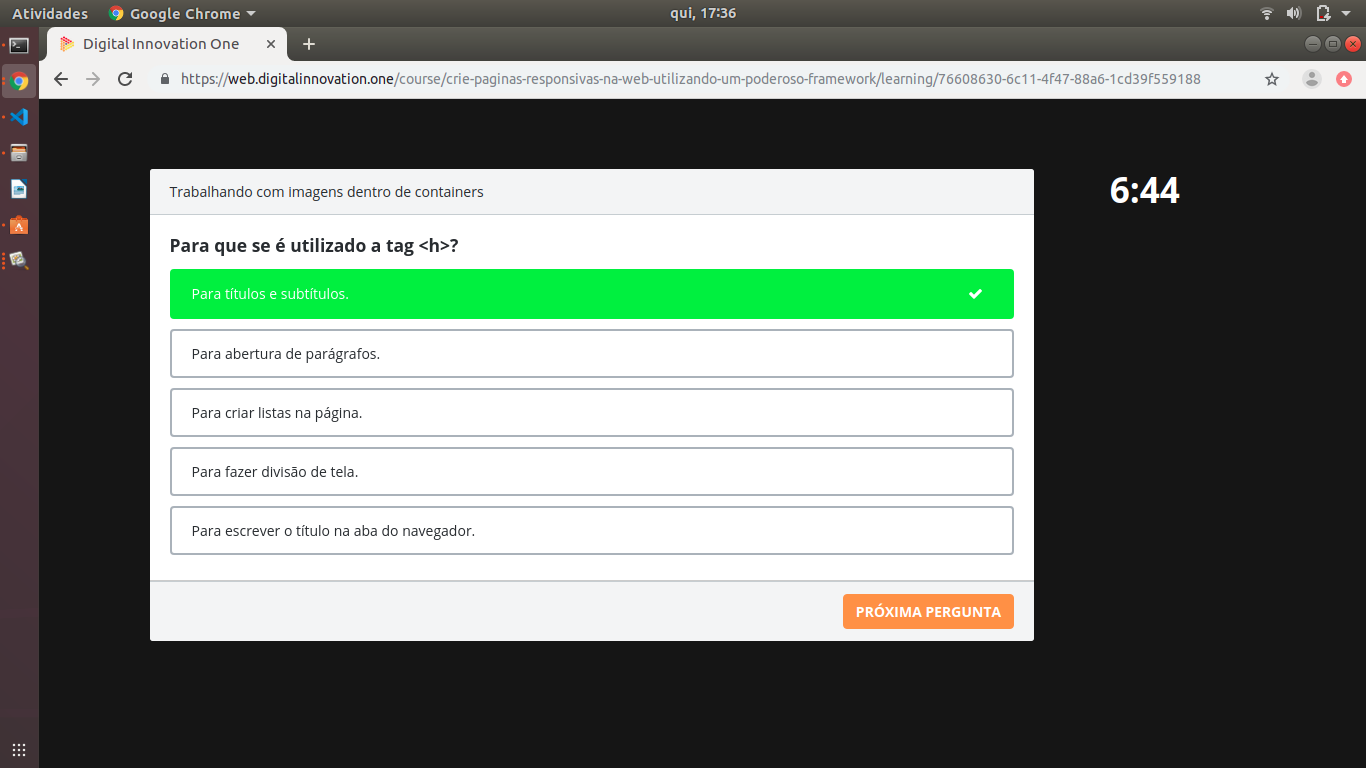 Atividades
Google Chrome
qui, 17:36
Digital Innovation One
https://web.digitalinnovation.one/course/crie-paginas-responsivas-na-web-utilizando-um-poderoso-framework/learning/76608630-6c11-4f47-88a6-1cd39f559188
Trabalhando com imagens dentro de containers
6:44
Para que se é utilizado a tag <h>?
Para títulos e subtítulos.
Para abertura de parágrafos.
Para criar listas na página.
Para fazer divisão de tela.
Para escrever o título na aba do navegador.
PRÓXIMA PERGUNTA